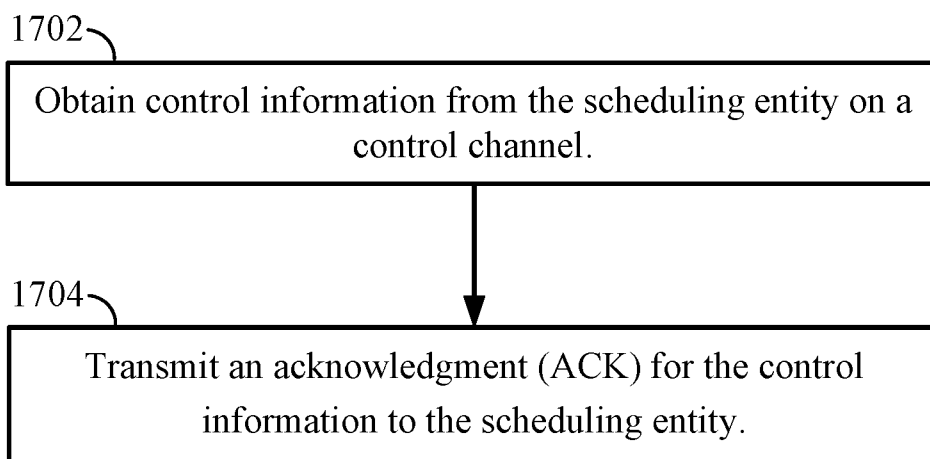 1702
Obtain control information from the scheduling entity on a
control channel.
1704
Transmit an acknowledgment (ACK) for the control
information to the scheduling entity.